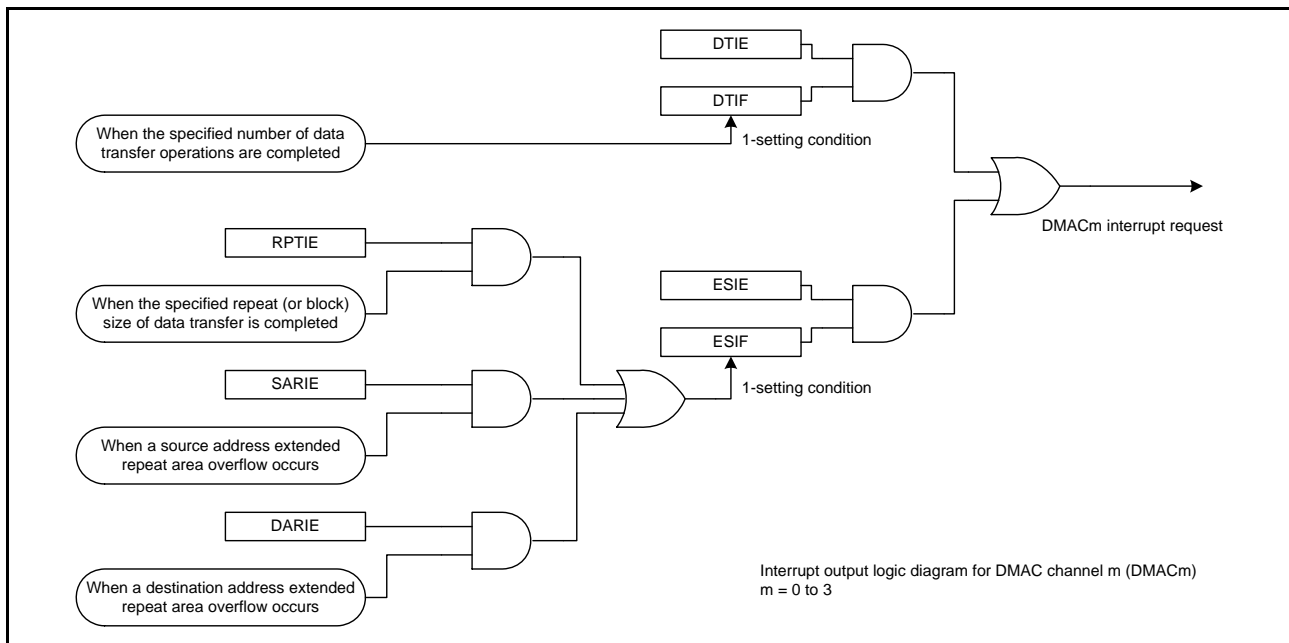 DTIE
DTIF
When the specified number of data
transfer operations are completed
1-setting condition
DMACm interrupt request
RPTIE
When the specified repeat (or block)
size of data transfer is completed
ESIE
ESIF
1-setting condition
SARIE
When a source address extended
repeat area overflow occurs
DARIE
When a destination address extended
repeat area overflow occurs
Interrupt output logic diagram for DMAC channel m (DMACm)
m = 0 to 3